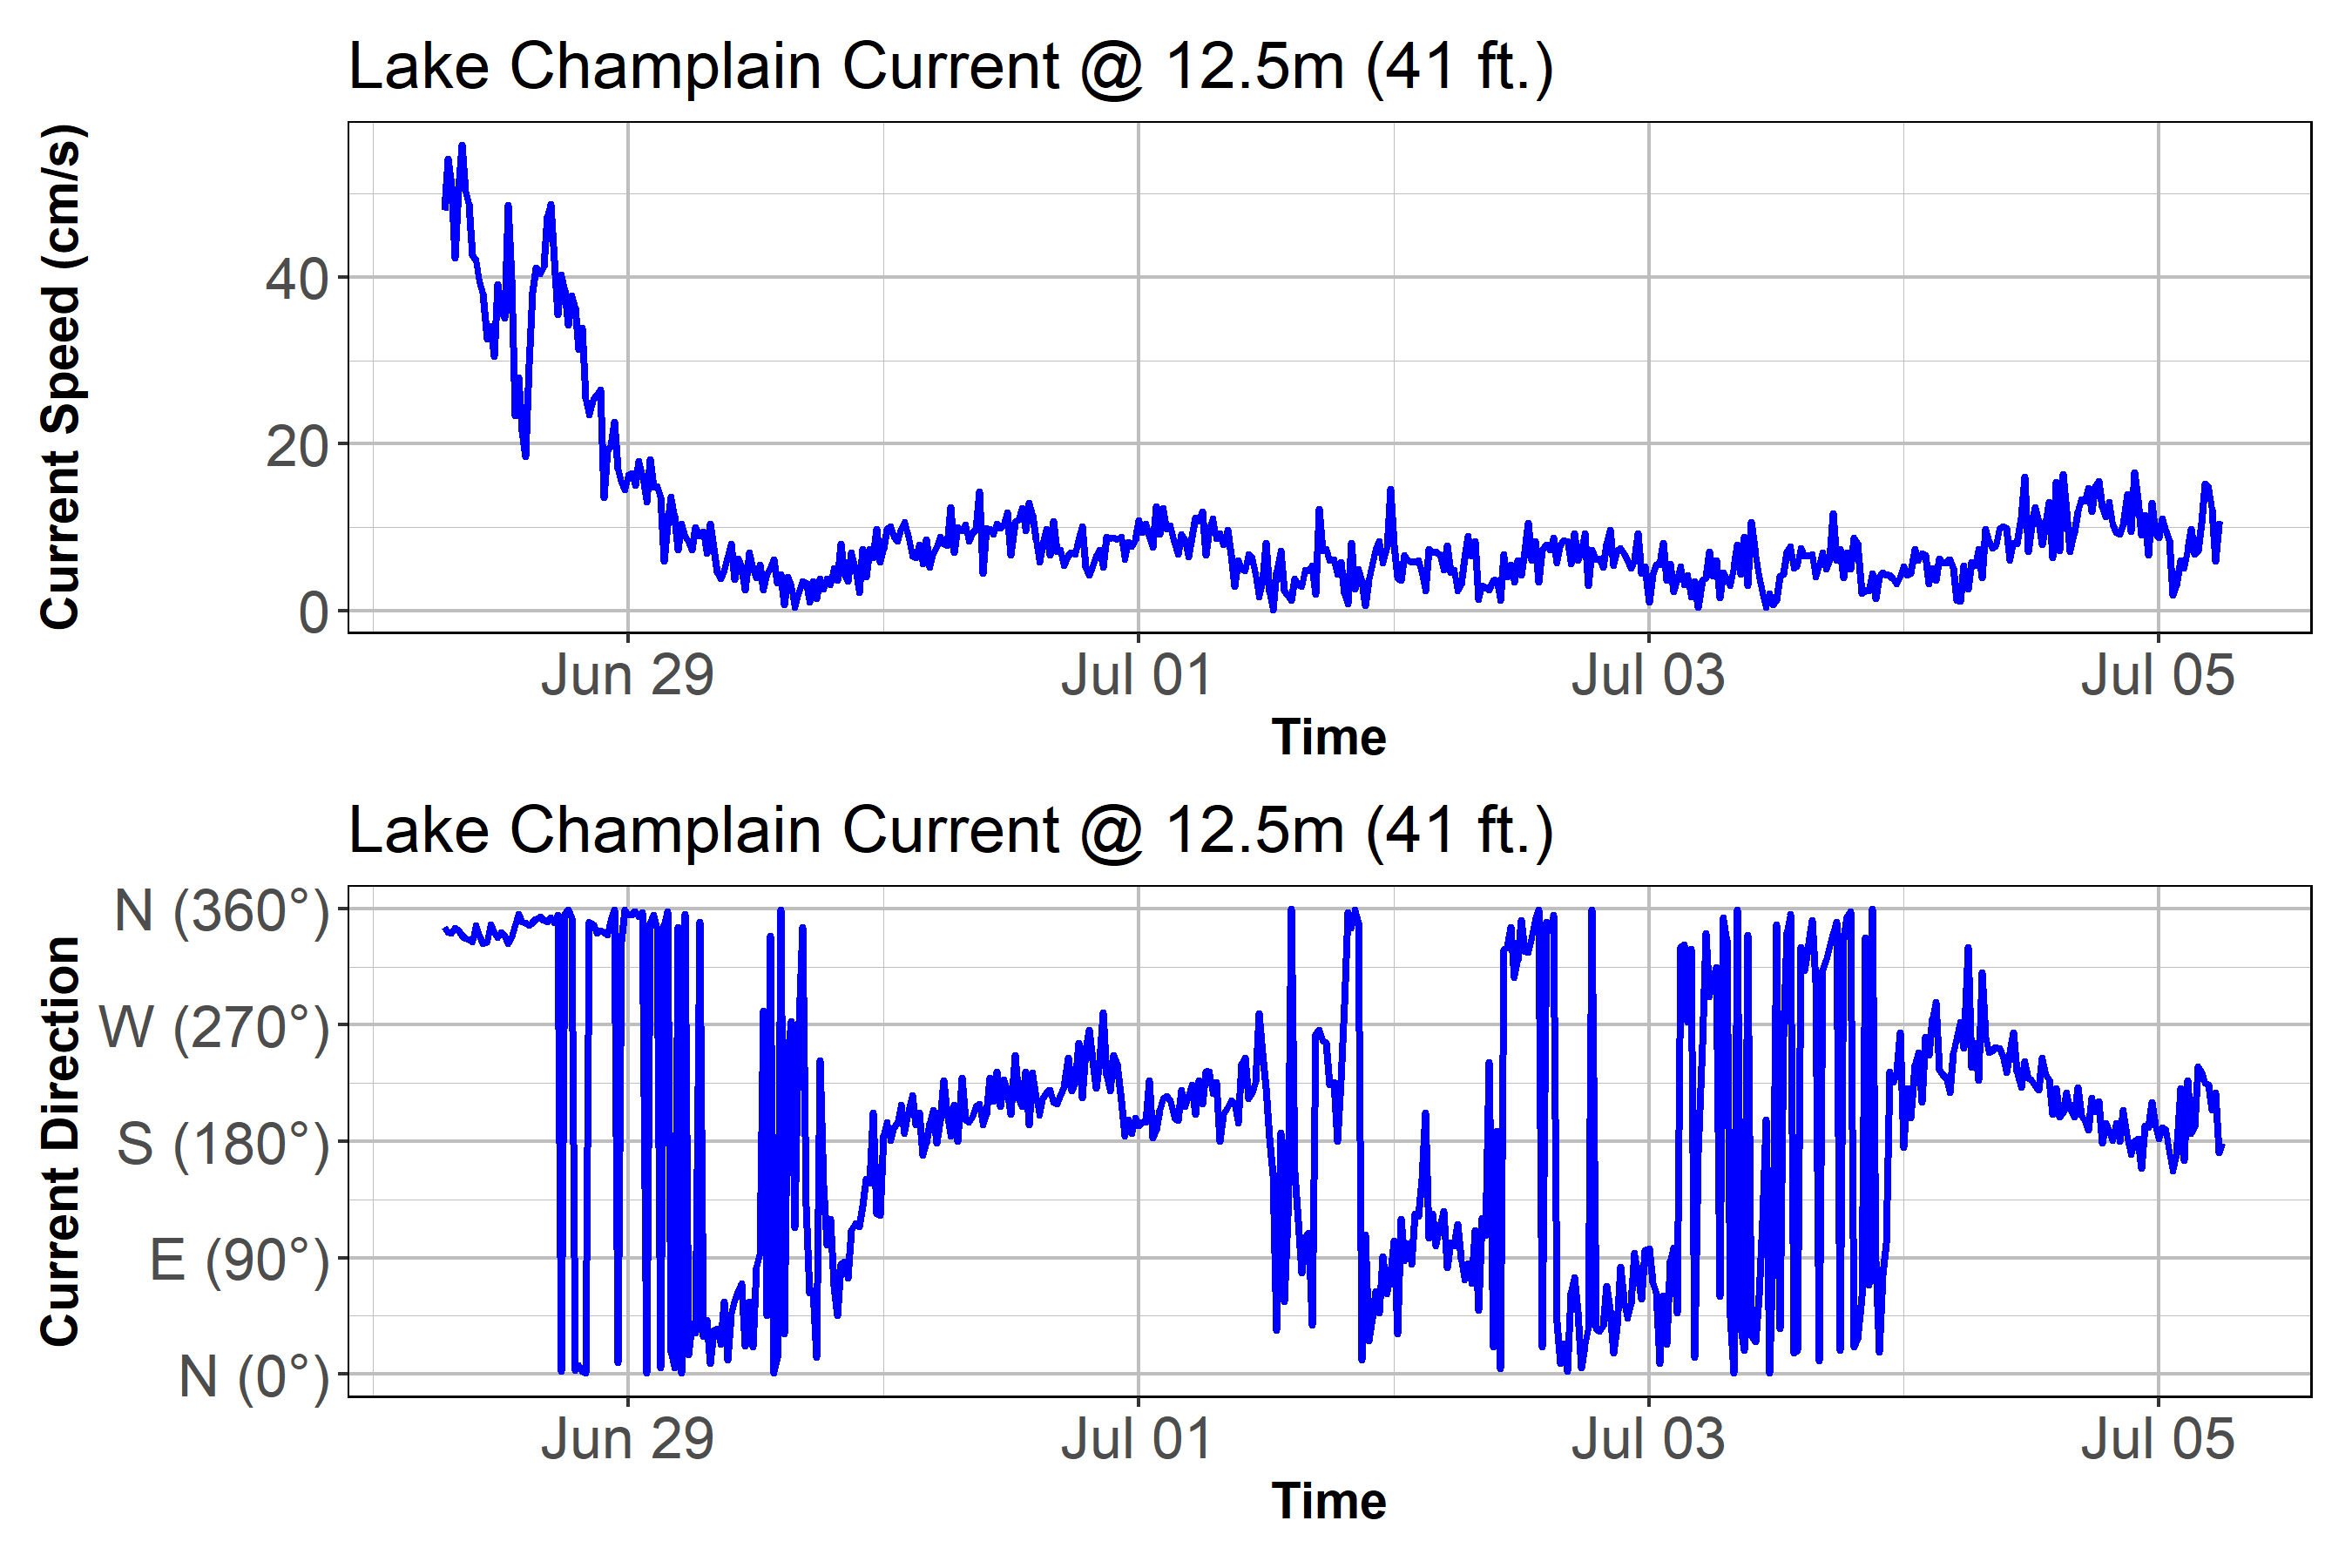 Lake Champlain Current @ 12.5m (41 ft.)
Current Speed (cm/s)
40
20
0
Jun 29 Jul 01 Jul 03 Jul 05
Time
Lake Champlain Current @ 12.5m (41 ft.)
Current Direction
N (360°)
W (270°)
S (180°)
E (90°)
N (0°)
Jun 29 Jul 01 Jul 03 Jul 05
Time